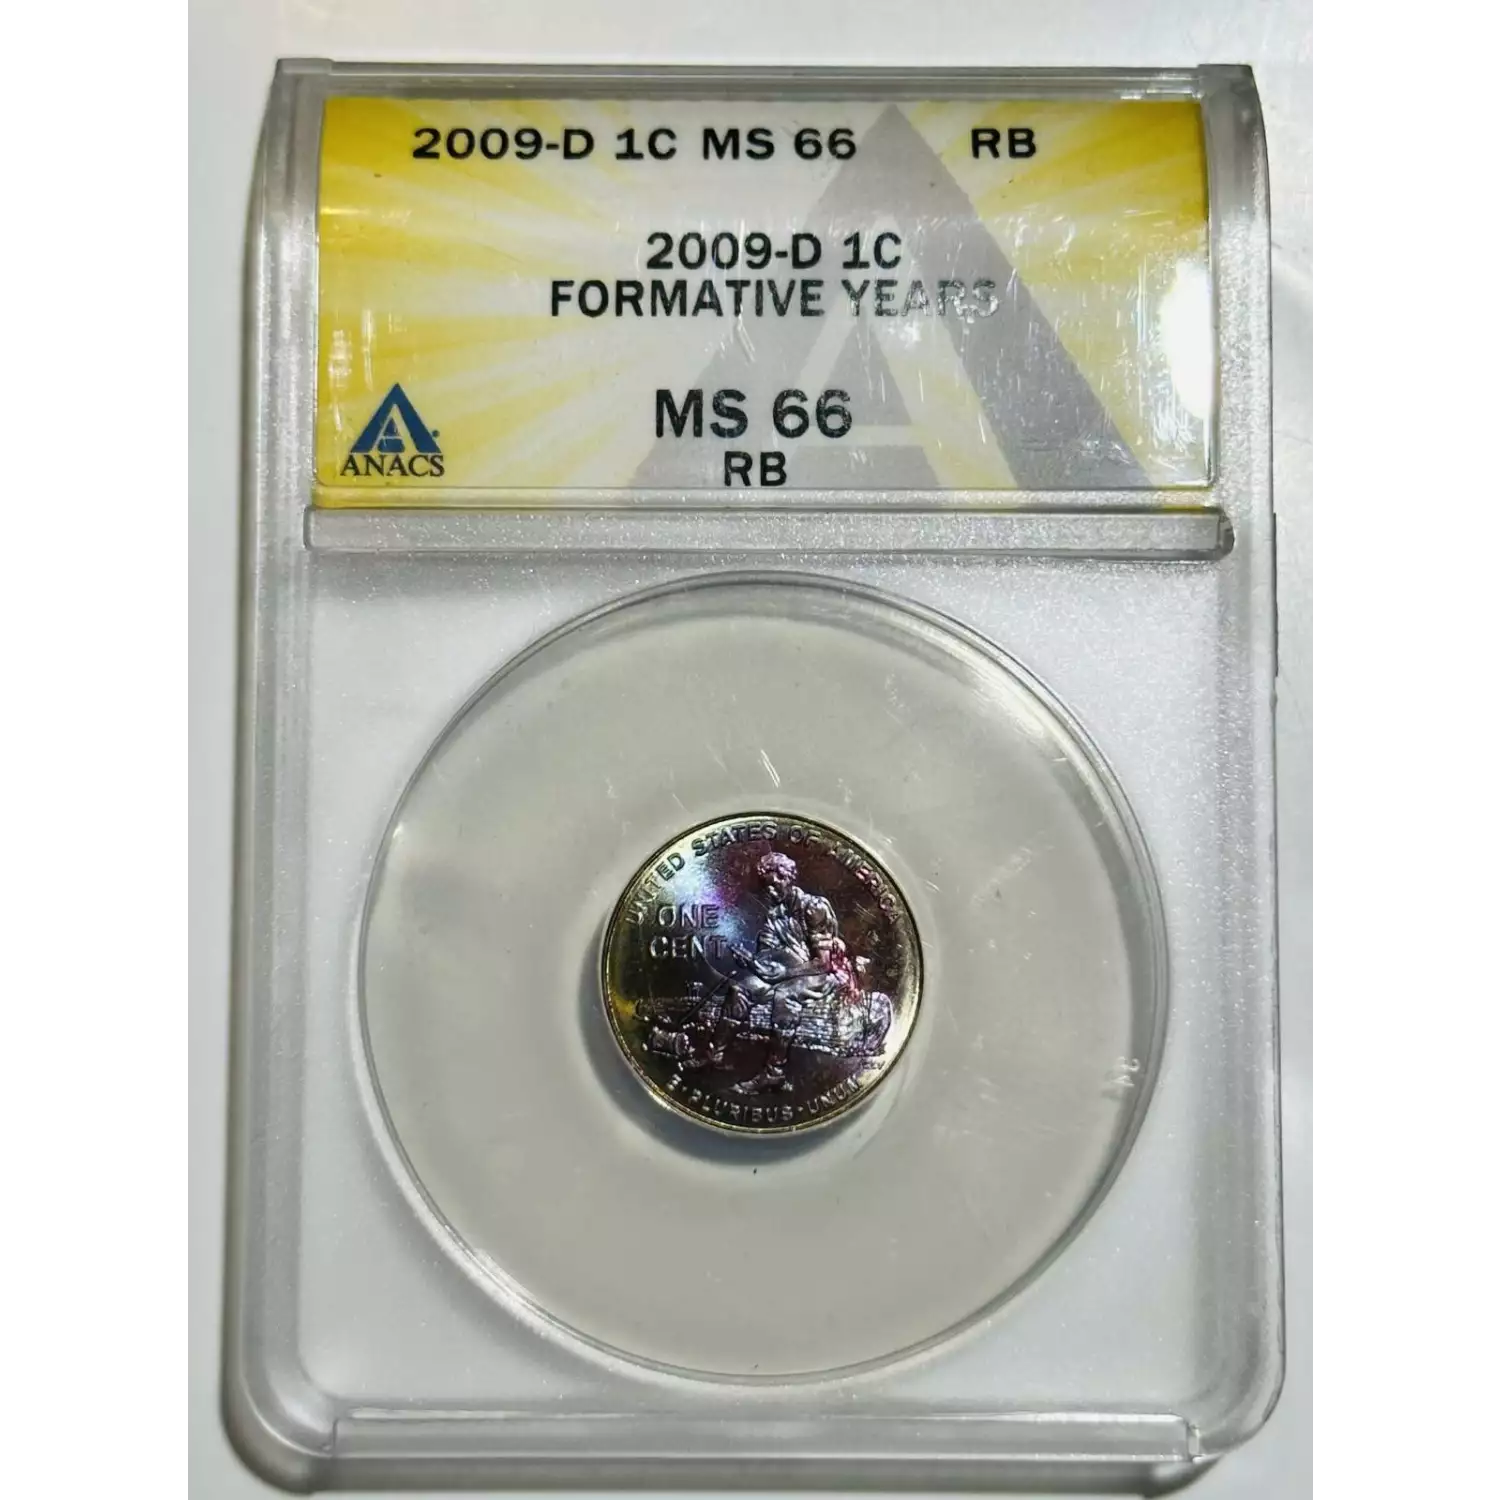 2009-D 1C MS 66 RB
2009-D 1C
FORMATIVE YEARS
MS 66
RB
ANACS
UNITED STATES OF AMERICA
ONE
CENT
E · PLURIBUS · UNUM
34